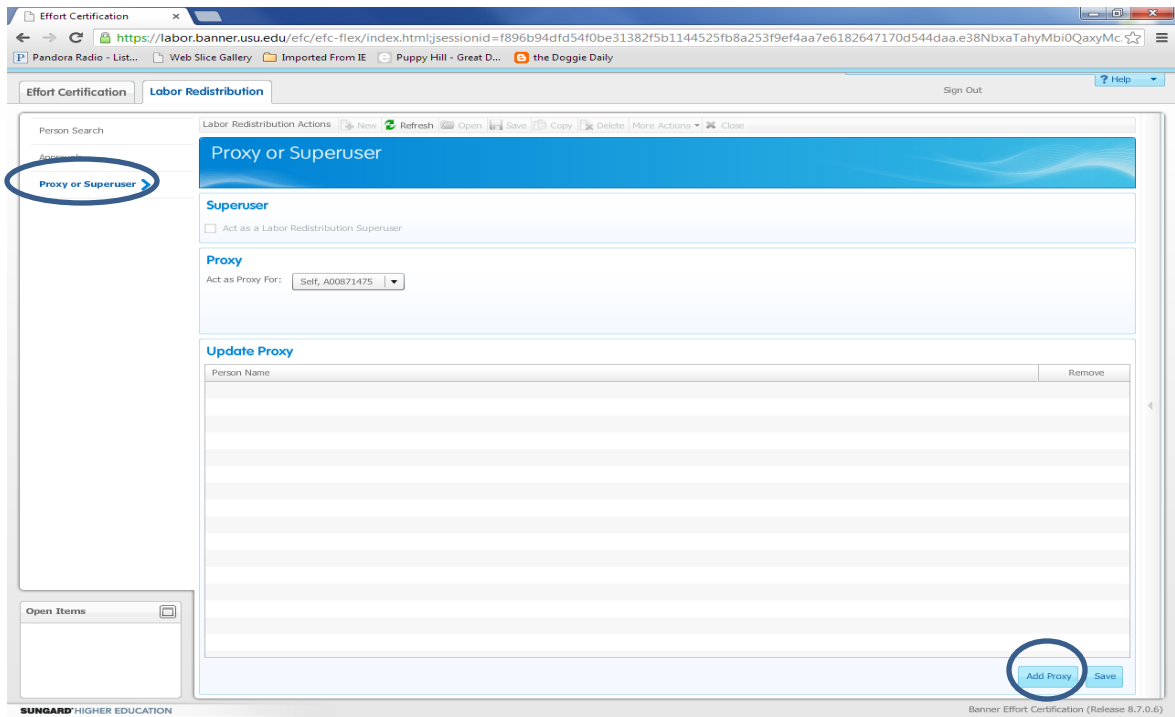 Effort Certification ×
https://labor.banner.usu.edu/efc/efc-flex/index.html;jsessionid=f896b94dfd54f0be31382f5b1144525fb8a253f9ef4aa7e6182647170d544daa.e38NbxaTahyMbi0QaxyMc
P Pandora Radio - List... Web Slice Gallery Imported From IE Puppy Hill - Great D... the Doggie Daily
? Help
Effort Certification Labor Redistribution Sign Out
Labor Redistribution Actions New Refresh Open Save Copy Delete More Actions Close
Person Search
Approvals
Proxy or Superuser
Proxy or Superuser
Superuser
Act as a Labor Redistribution Superuser
Proxy
Act as Proxy For: Self, A00871475
Update Proxy
Person Name Remove
Open Items
Add Proxy Save
SUNGARD HIGHER EDUCATION Banner Effort Certification (Release 8.7.0.6)